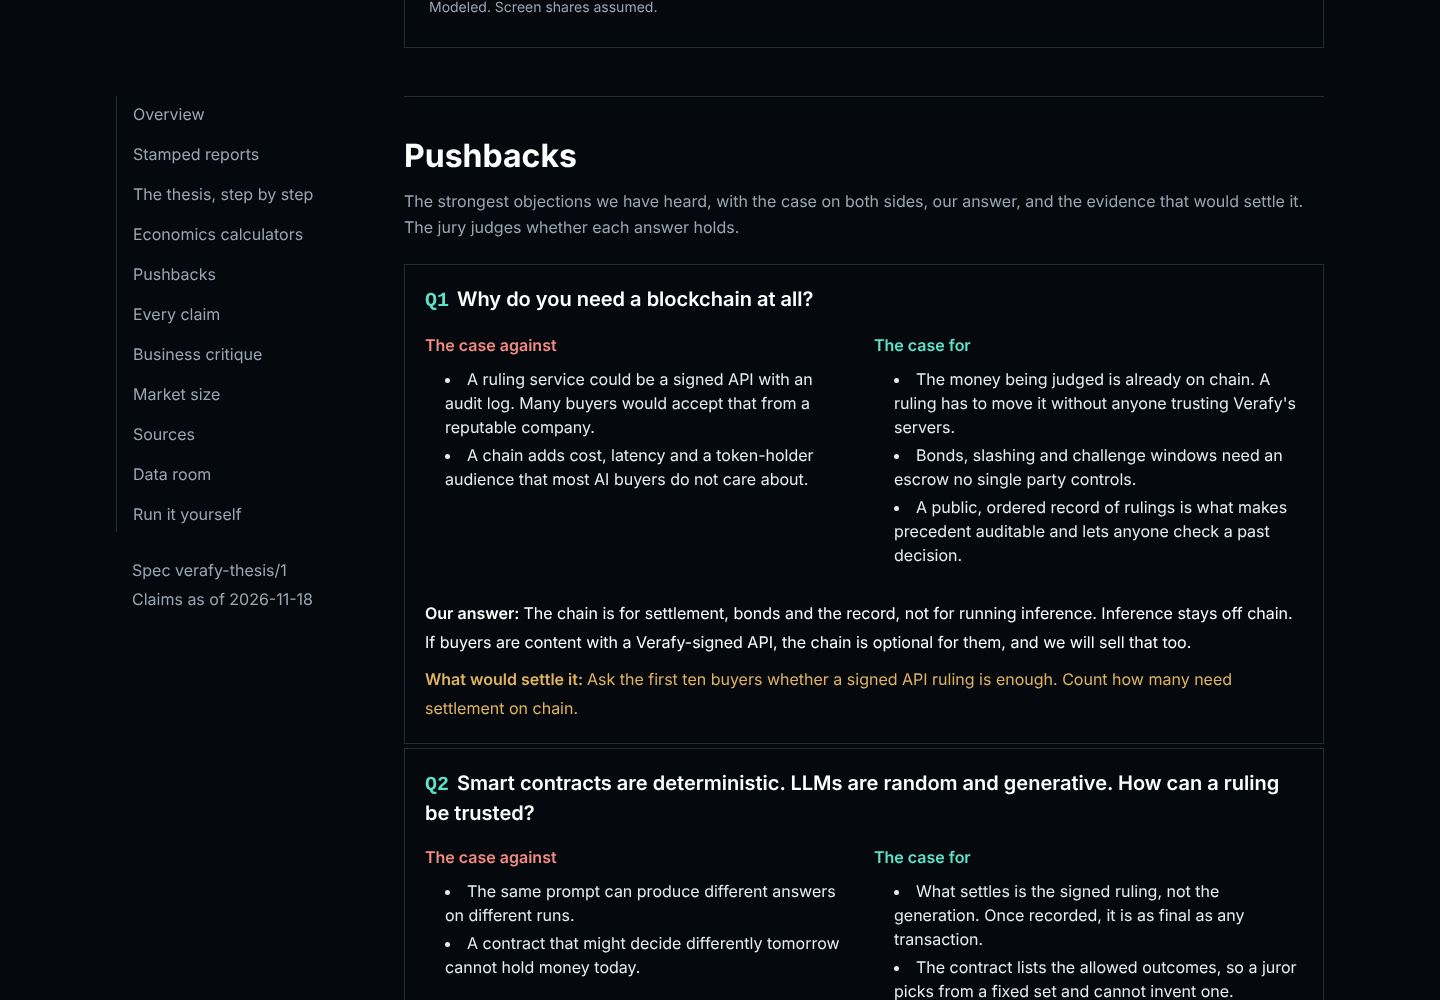 Modeled. Screen shares assumed.
Overview
Stamped reports
The thesis, step by step
Economics calculators
Pushbacks
Every claim
Business critique
Market size
Sources
Data room
Run it yourself
Spec verafy-thesis/1
Claims as of 2026-11-18
Pushbacks
The strongest objections we have heard, with the case on both sides, our answer, and the evidence that would settle it.
The jury judges whether each answer holds.
Q1 Why do you need a blockchain at all?
The case against
• A ruling service could be a signed API with an
audit log. Many buyers would accept that from a
reputable company.
• A chain adds cost, latency and a token-holder
audience that most AI buyers do not care about.
The case for
• The money being judged is already on chain. A
ruling has to move it without anyone trusting Verafy's
servers.
• Bonds, slashing and challenge windows need an
escrow no single party controls.
• A public, ordered record of rulings is what makes
precedent auditable and lets anyone check a past
decision.
Our answer: The chain is for settlement, bonds and the record, not for running inference. Inference stays off chain.
If buyers are content with a Verafy-signed API, the chain is optional for them, and we will sell that too.
What would settle it: Ask the first ten buyers whether a signed API ruling is enough. Count how many need
settlement on chain.
Q2 Smart contracts are deterministic. LLMs are random and generative. How can a ruling
be trusted?
The case against
• The same prompt can produce different answers
on different runs.
• A contract that might decide differently tomorrow
cannot hold money today.
The case for
• What settles is the signed ruling, not the
generation. Once recorded, it is as final as any
transaction.
• The contract lists the allowed outcomes, so a juror
picks from a fixed set and cannot invent one.